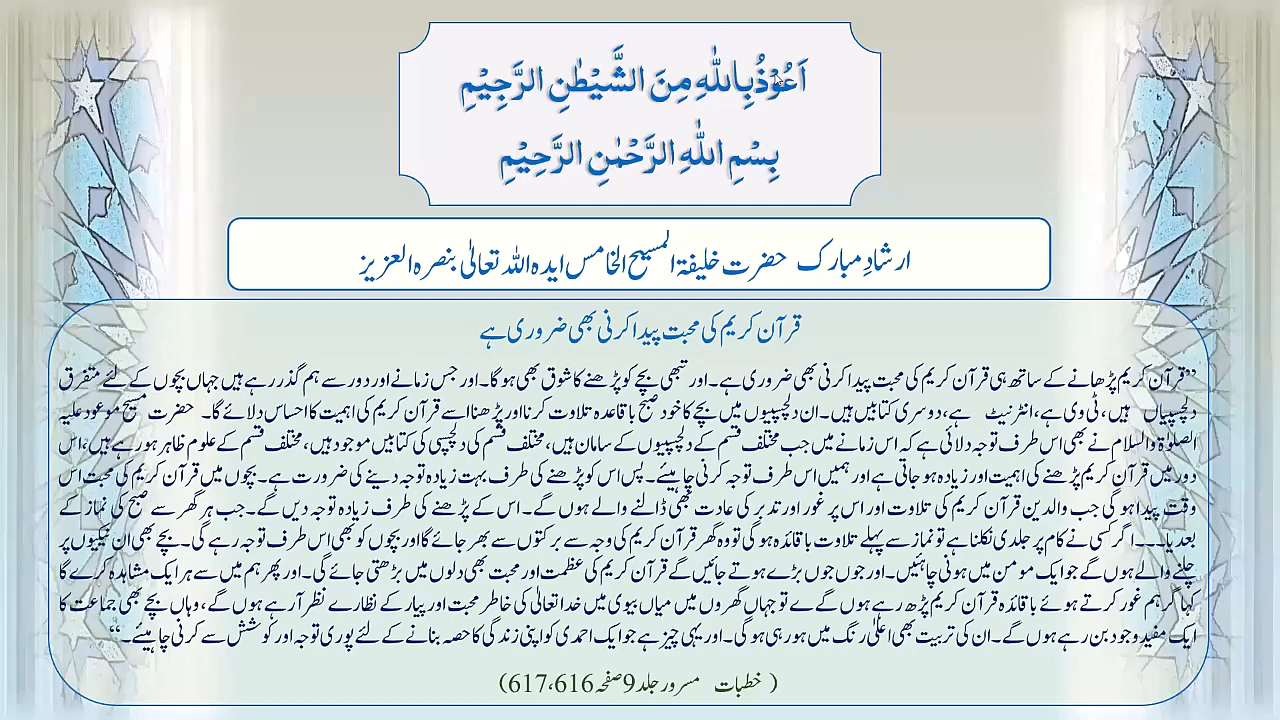 اَعُوْذُ بِاللّٰهِ مِنَ الشَّيْطٰنِ الرَّجِيْمِ
بِسْمِ اللّٰهِ الرَّحْمٰنِ الرَّحِيْمِ
ارشادِ مبارک حضرت خلیفۃ المسیح الخامس ایدہ اللہ تعالیٰ بنصرہ العزیز
قرآن کریم کی محبت پیدا کرنی بھی ضروری ہے
”قرآن کریم پڑھانے کے ساتھ ہی قرآن کریم کی محبت پیدا کرنی بھی ضروری ہے۔ اور تبھی بچے کو پڑھنے کا شوق بھی ہوگا۔ اور جس زمانے اور دور سے ہم گذر رہے ہیں جہاں بچوں کے لئے متفرق
دلچسپیاں ہیں، ٹی وی ہے، انٹرنیٹ ہے، دوسری کتابیں ہیں۔ ان دلچسپیوں میں بچے کا خود صبح باقاعدہ تلاوت کرنا اور پڑھنا اسے قرآن کریم کی اہمیت کا احساس دلائے گا۔ حضرت مسیح موعود علیہ
الصلوٰۃ والسلام نے بھی اس طرف توجہ دلائی ہے کہ اس زمانے میں جب مختلف قسم کے دلچسپیوں کے سامان ہیں، مختلف قسم کی دلچسپی کی کتابیں موجود ہیں، مختلف قسم کے علوم ظاہر ہورہے ہیں، اس
دور میں قرآن کریم پڑھنے کی اہمیت اور زیادہ ہو جاتی ہے اور ہمیں اس طرف توجہ کرنی چاہیئے۔ پس اس کو پڑھنے کی طرف بہت زیادہ توجہ دینے کی ضرورت ہے۔ بچوں میں قرآن کریم کی محبت اس
وقت پیدا ہوگی جب والدین قرآن کریم کی تلاوت اور اس پر غور اور تدبر کی عادت بھی ڈالنے والے ہوں گے۔ اس کے پڑھنے کی طرف زیادہ توجہ دیں گے۔ جب ہر گھر سے صبح کی نماز کے
بعد یا۔۔۔ اگر کسی نے کام پر جلدی نکلنا ہے تو نماز سے پہلے تلاوت باقائدہ ہوگی تو وہ گھر قرآن کریم کی وجہ سے برکتوں سے بھر جائے گا اور بچوں کو بھی اس طرف توجہ رہے گی۔ بچے بھی ان نیکیوں پر
چلنے والے ہوں گے جو ایک مومن میں ہونی چاہئیں۔ اور جوں جوں بڑے ہوتے جائیں گے قرآن کریم کی عظمت اور محبت بھی دلوں میں بڑھتی جائے گی۔ اور پھر ہم میں سے ہر ایک مشاہدہ کرے گا
کہ اگر ہم غور کرتے ہوئے باقائدہ قرآن کریم پڑھ رہے ہوں گے تو جہاں گھروں میں میاں بیوی میں خدا تعالیٰ کی خاطر محبت اور پیار کے نظارے نظر آرہے ہوں گے، وہاں بچے بھی جماعت کا
ایک مفید وجود بن رہے ہوں گے۔ ان کی تربیت بھی اعلیٰ رنگ میں ہورہی ہوگی۔ اور یہی چیز ہے جو ایک احمدی کو اپنی زندگی کا حصہ بنانے کے لئے پوری توجہ اور کوشش سے کرنی چاہیئے۔“
( خطبات مسرور جلد 9 صفحہ 616، 617)